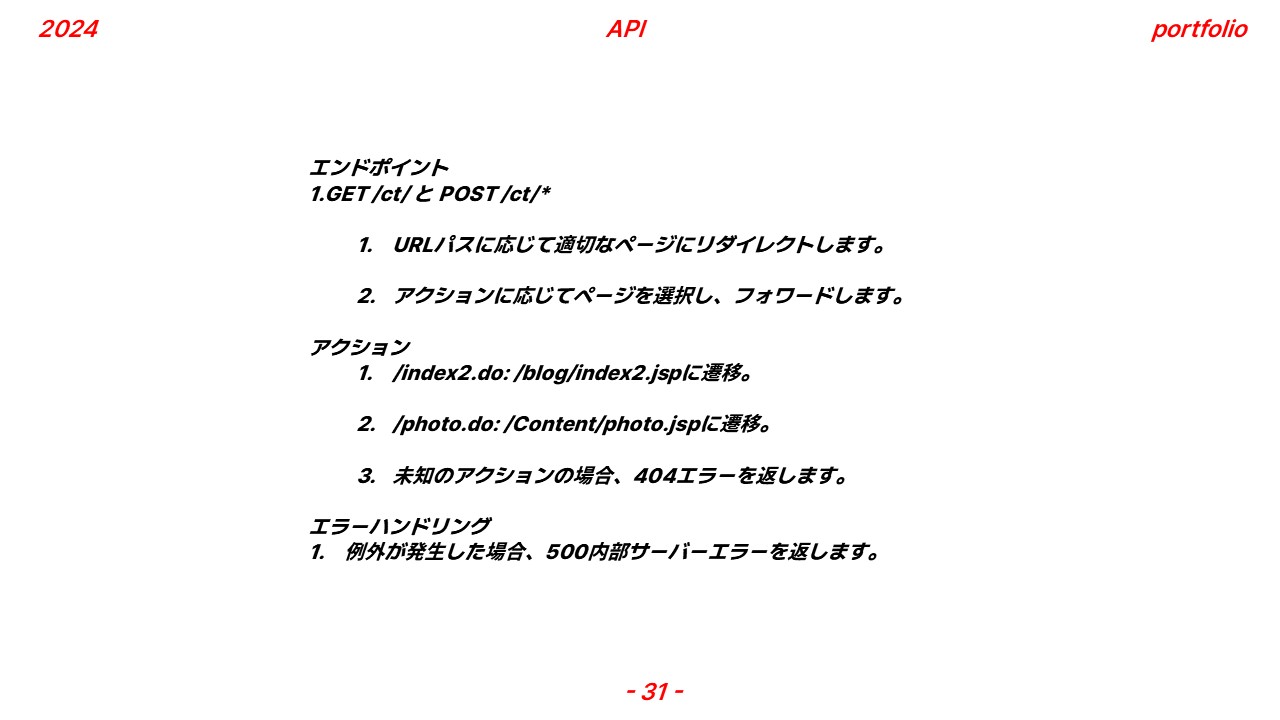 2024
API
portfolio
エンドポイント
1.GET /ct/ と POST /ct/*
1. URLパスに応じて適切なページにリダイレクトします。
2. アクションに応じてページを選択し、フォワードします。
アクション
1. /index2.do: /blog/index2.jspに遷移。
2. /photo.do: /Content/photo.jspに遷移。
3. 未知のアクションの場合、404エラーを返します。
エラーハンドリング
1. 例外が発生した場合、500内部サーバーエラーを返します。
- 31 -